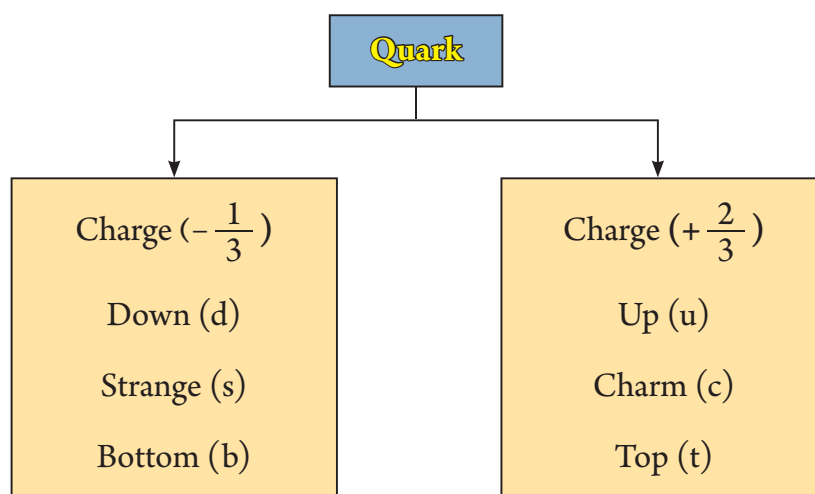 Quark
Charge (– 1/3)
Down (d)
Strange (s)
Bottom (b)
Charge (+ 2/3)
Up (u)
Charm (c)
Top (t)